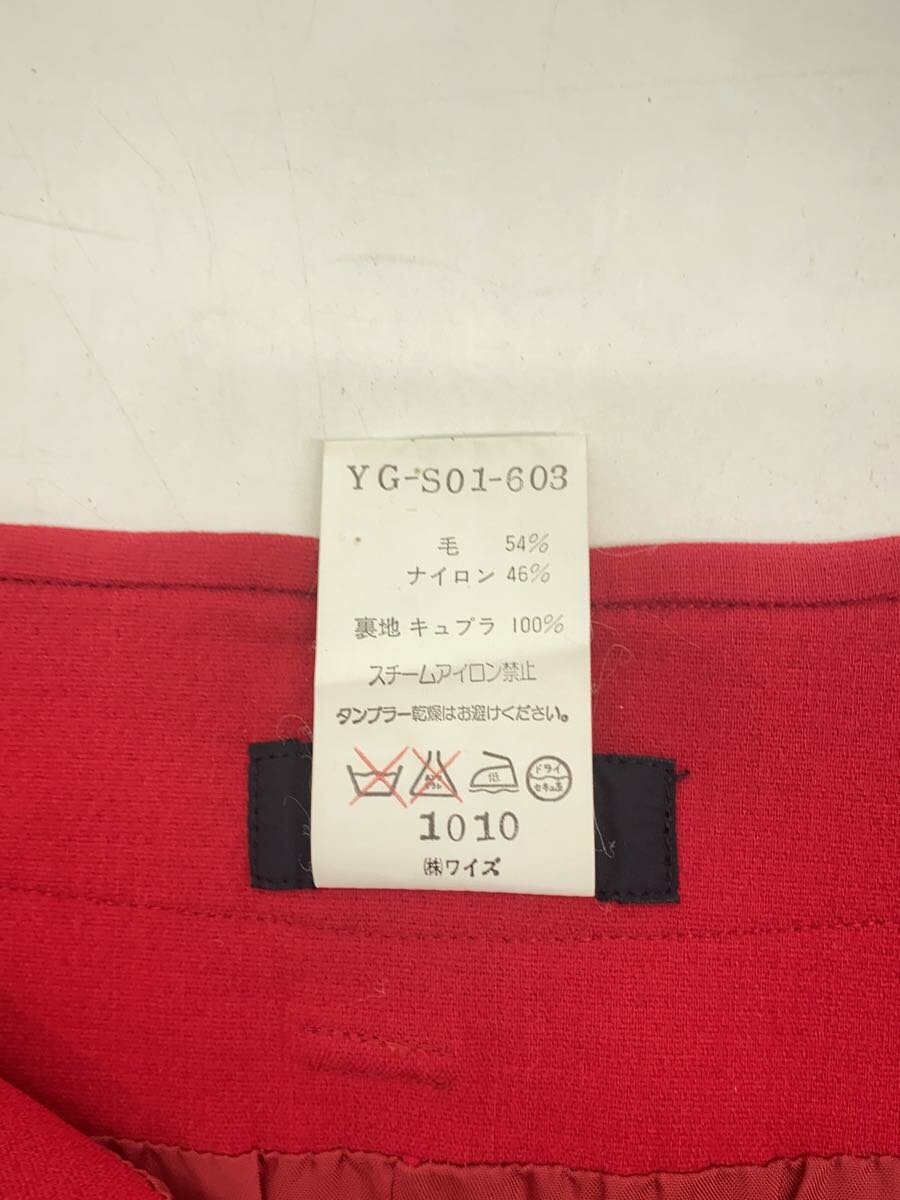 YG-S01-603
毛 54%
ナイロン 46%
裏地 キュプラ 100%
スチームアイロン禁止
タンブラー乾燥はお避けください。
低 ドライ
1010
㈱ワイズ